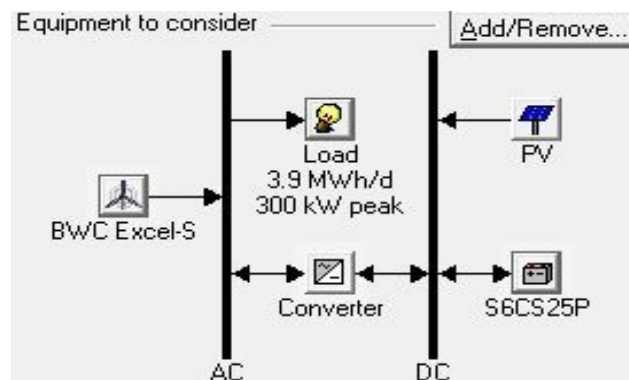 Equipment to consider
Add/Remove...
Load
3.9 MWh/d
300 kW peak
PV
BWC Excel-S
Converter
S6CS25P
AC
DC